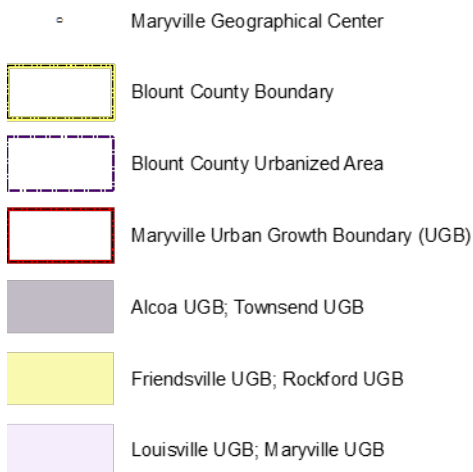 Maryville Geographical Center
Blount County Boundary
Blount County Urbanized Area
Maryville Urban Growth Boundary (UGB)
Alcoa UGB; Townsend UGB
Friendsville UGB; Rockford UGB
Louisville UGB; Maryville UGB